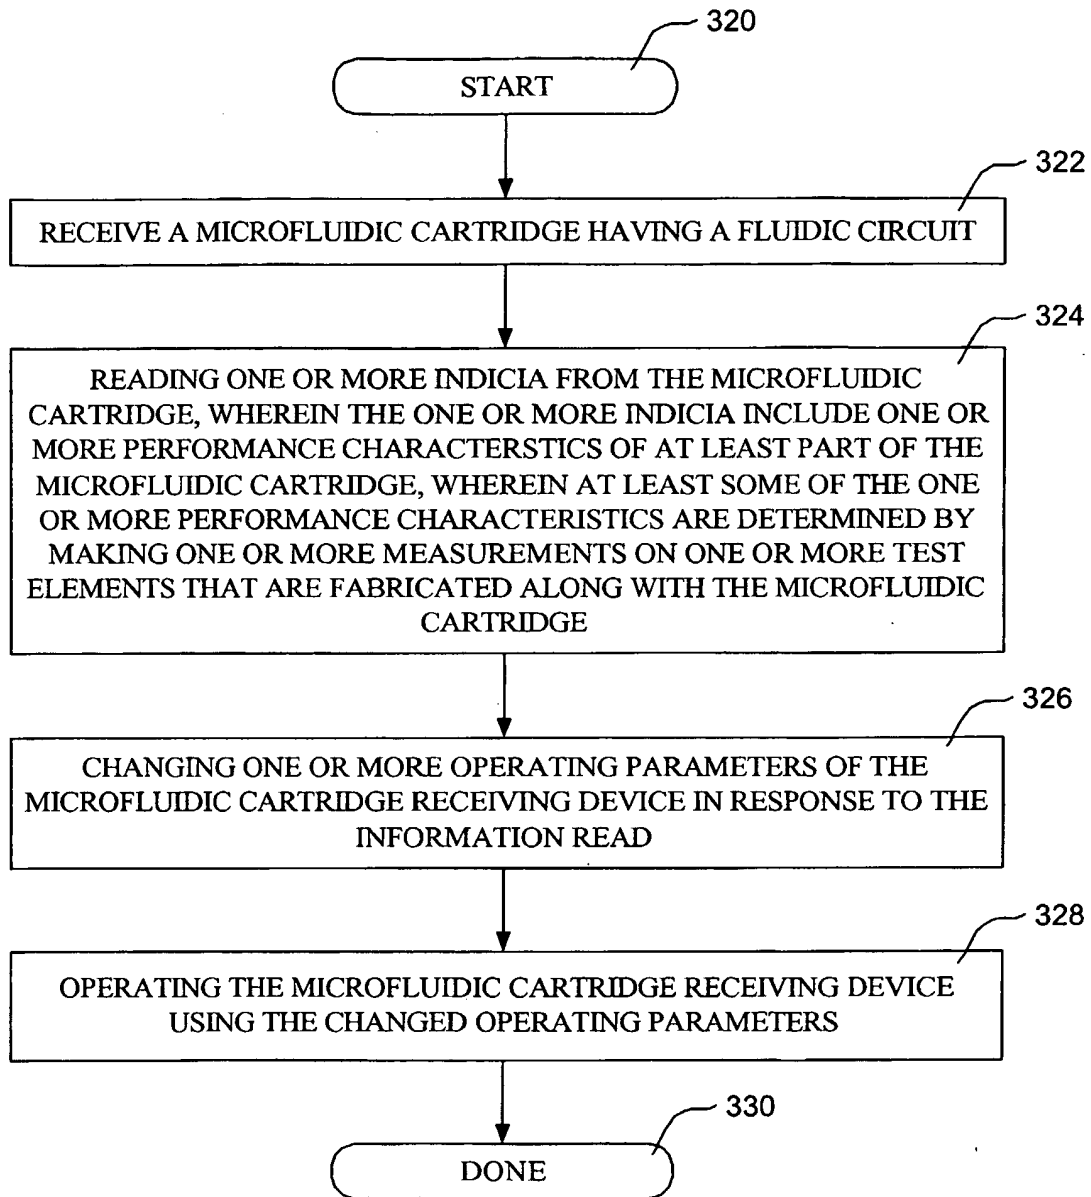 320
START
322
RECEIVE A MICROFLUIDIC CARTRIDGE HAVING A FLUIDIC CIRCUIT
324
READING ONE OR MORE INDICIA FROM THE MICROFLUIDIC
CARTRIDGE, WHEREIN THE ONE OR MORE INDICIA INCLUDE ONE OR
MORE PERFORMANCE CHARACTERSTICS OF AT LEAST PART OF THE
MICROFLUIDIC CARTRIDGE, WHEREIN AT LEAST SOME OF THE ONE
OR MORE PERFORMANCE CHARACTERISTICS ARE DETERMINED BY
MAKING ONE OR MORE MEASUREMENTS ON ONE OR MORE TEST
ELEMENTS THAT ARE FABRICATED ALONG WITH THE MICROFLUIDIC
CARTRIDGE
326
CHANGING ONE OR MORE OPERATING PARAMETERS OF THE
MICROFLUIDIC CARTRIDGE RECEIVING DEVICE IN RESPONSE TO THE
INFORMATION READ
328
OPERATING THE MICROFLUIDIC CARTRIDGE RECEIVING DEVICE
USING THE CHANGED OPERATING PARAMETERS
330
DONE